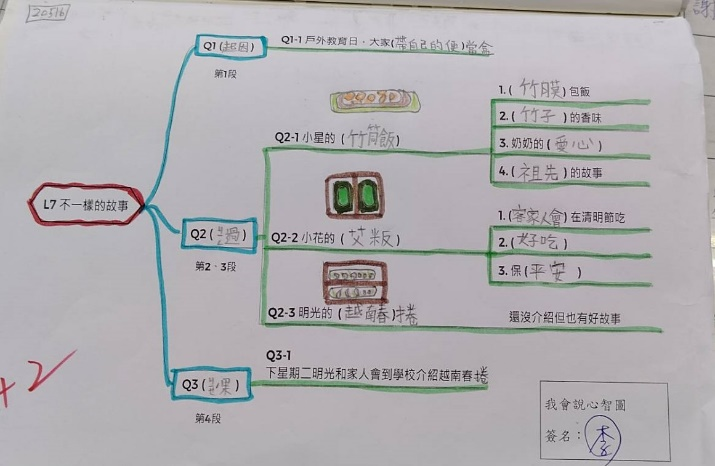 20516
謝
Q1 (起因)
Q1-1 戶外教育日，大家(帶自己的便)當盒
第1段
1. (竹膜) 包飯
2. (竹子) 的香味
Q2-1 小星的 (竹筒飯)
3. 奶奶的 (愛心)
4. (祖先) 的故事
L7 不一樣的故事
Q2 (經過)
第2、3段
1. (客家人會) 在清明節吃
Q2-2 小花的 (艾粄)
2. (好吃)
3. 保 (平安)
Q2-3 明光的 (越南春)捲
還沒介紹但也有好故事
Q3-1
Q3 (結果)
下星期二明光和家人會到學校介紹越南春捲
第4段
+2
我會說心智圖
簽名：李